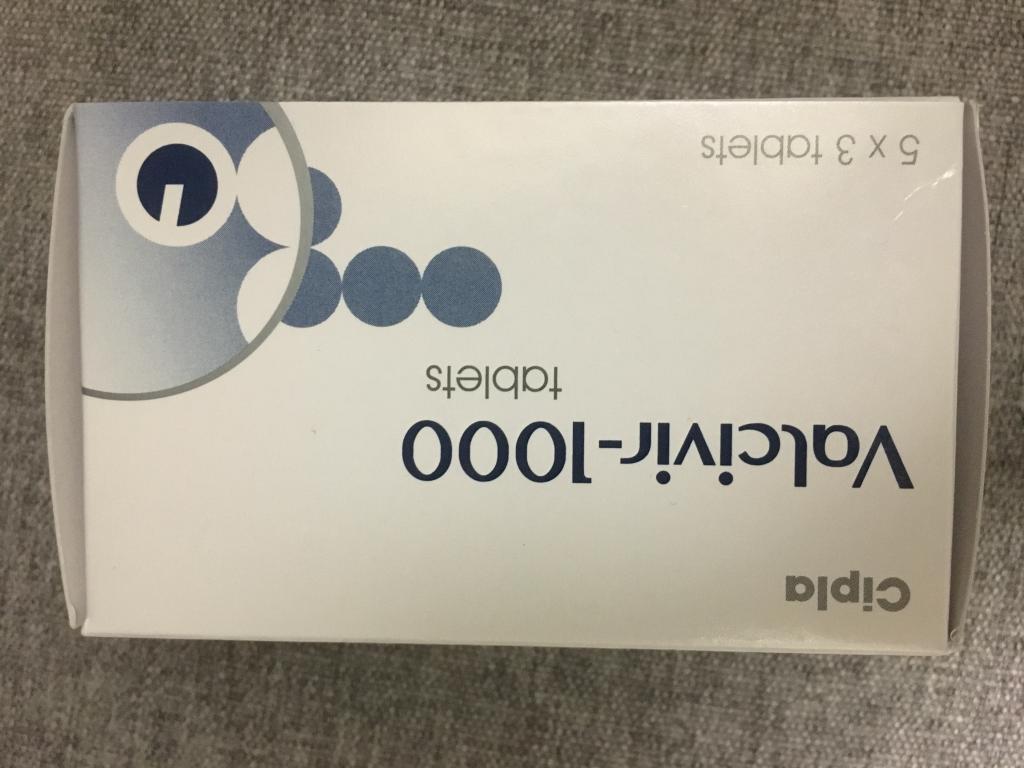 Cipla
Valcivir-1000
tablets
5 x 3 tablets